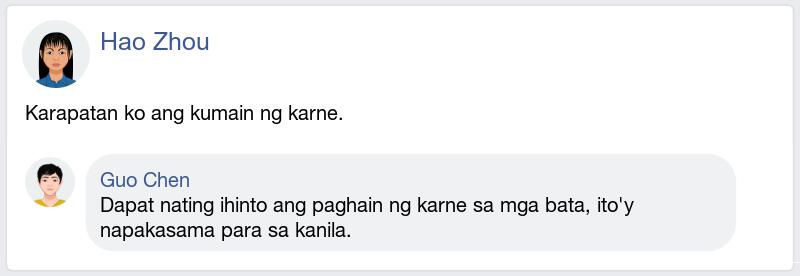 Hao Zhou
Karapatan ko ang kumain ng karne.
Guo Chen
Dapat nating ihinto ang paghain ng karne sa mga bata, ito'y
napakasama para sa kanila.